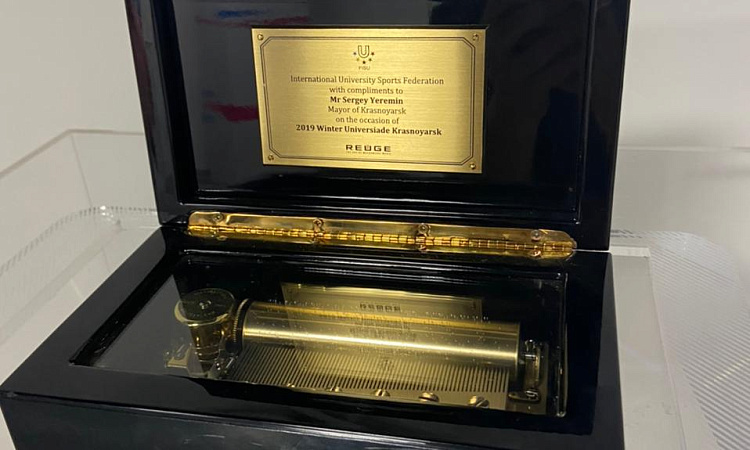 U
FISU
International University Sports Federation
with compliments to
Mr Sergey Yeremin
Mayor of Krasnoyarsk
on the occasion of
2019 Winter Universiade Krasnoyarsk
REUGE
REUGE